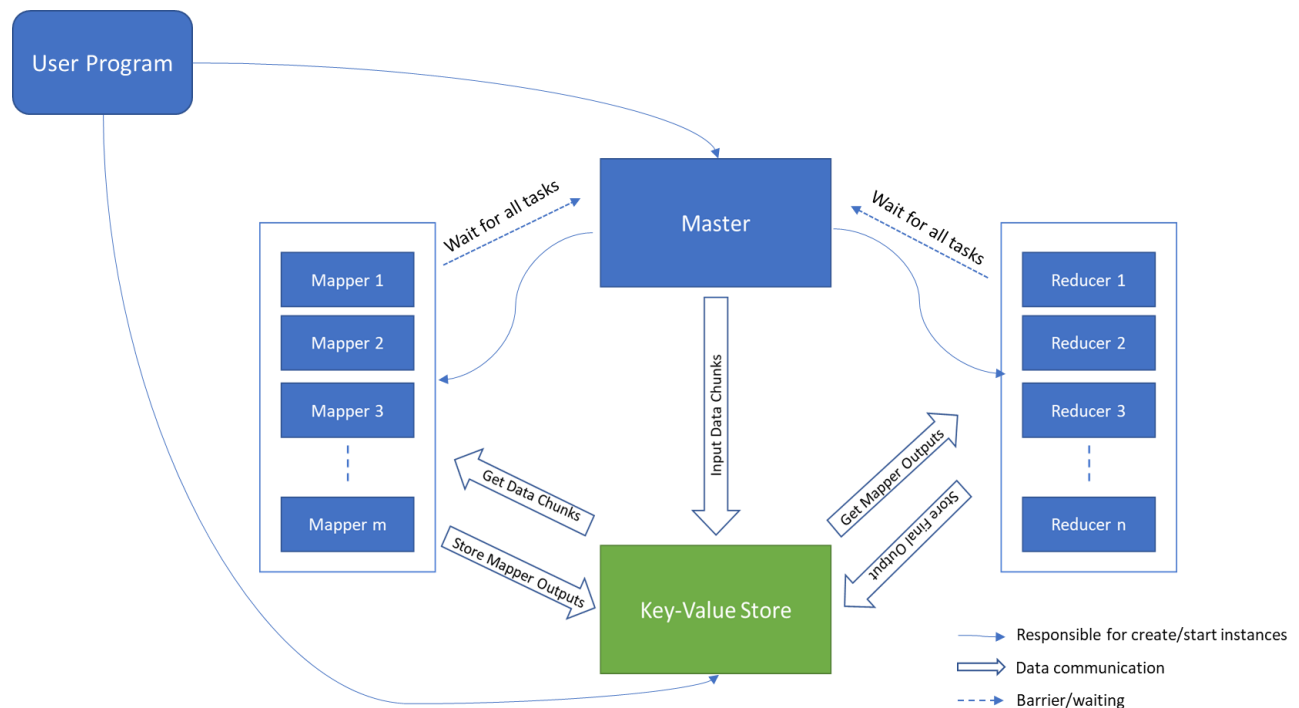 User Program
Master
Wait for all tasks
Wait for all tasks
Mapper 1
Mapper 2
Mapper 3
Mapper m
Reducer 1
Reducer 2
Reducer 3
Reducer n
Input Data Chunks
Get Data Chunks
Store Mapper Outputs
Get Mapper Outputs
Store Final Output
Key-Value Store
Responsible for create/start instances
Data communication
Barrier/waiting